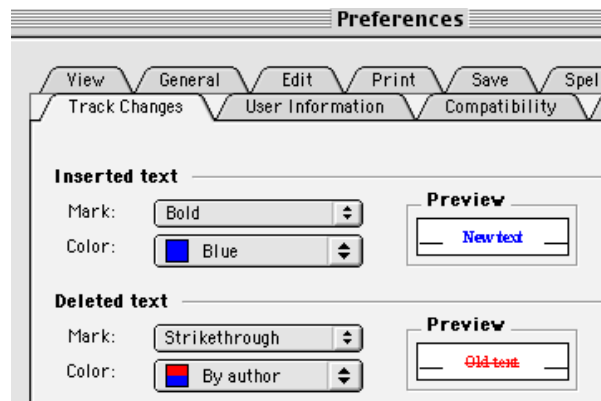 Preferences
View General Edit Print Save Spel
Track Changes User Information Compatibility
Inserted text
Mark: Bold
Color: Blue
Preview
New text
Deleted text
Mark: Strikethrough
Color: By author
Preview
Old text